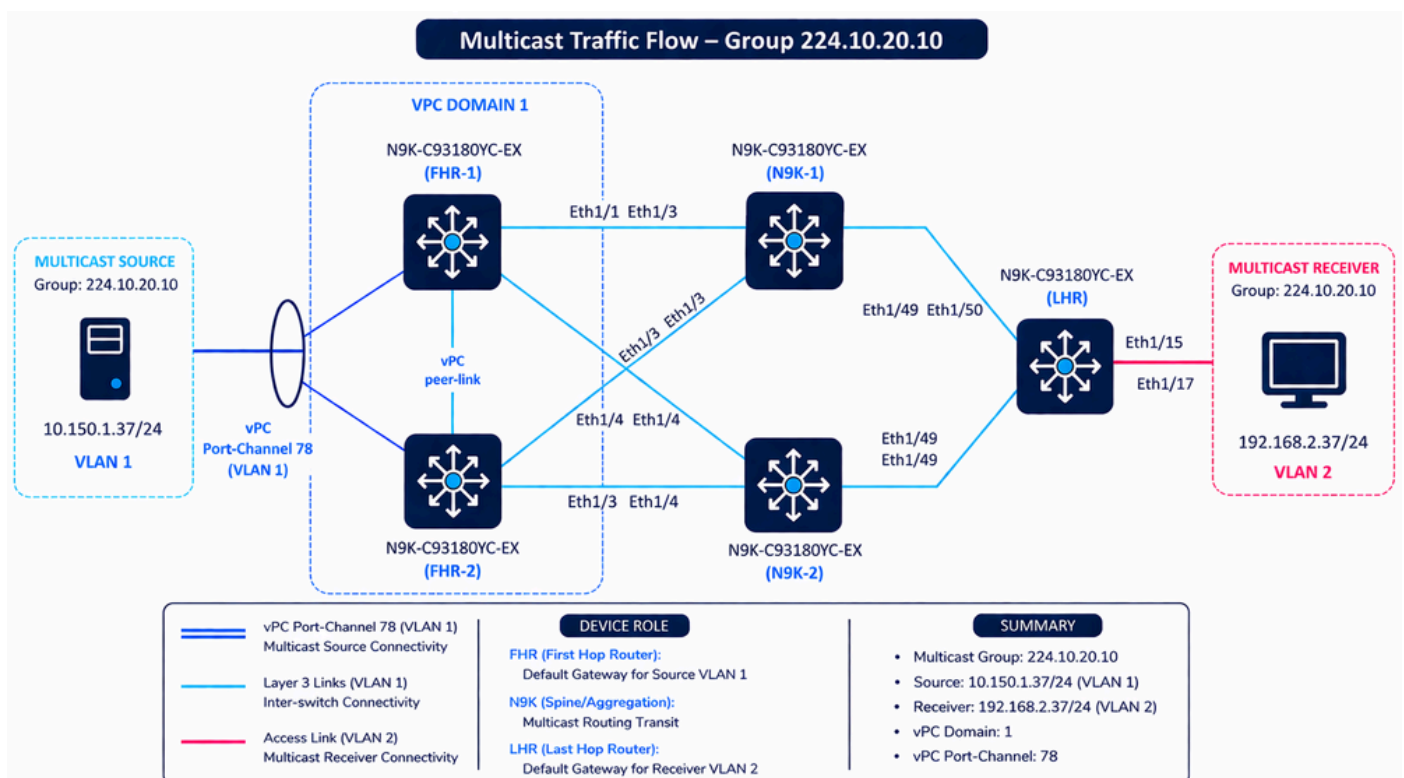 Multicast Traffic Flow – Group 224.10.20.10
VPC DOMAIN 1
N9K-C93180YC-EX
(FHR-1)
N9K-C93180YC-EX
(N9K-1)
Eth1/1 Eth1/3
MULTICAST SOURCE
Group: 224.10.20.10
10.150.1.37/24
VLAN 1
vPC
Port-Channel 78
(VLAN 1)
vPC
peer-link
Eth1/3 Eth1/3
Eth1/4 Eth1/4
Eth1/3 Eth1/4
N9K-C93180YC-EX
(FHR-2)
N9K-C93180YC-EX
(N9K-2)
N9K-C93180YC-EX
(LHR)
Eth1/49 Eth1/50
Eth1/49
Eth1/49
Eth1/15
Eth1/17
MULTICAST RECEIVER
Group: 224.10.20.10
192.168.2.37/24
VLAN 2
vPC Port-Channel 78 (VLAN 1)
Multicast Source Connectivity
Layer 3 Links (VLAN 1)
Inter-switch Connectivity
Access Link (VLAN 2)
Multicast Receiver Connectivity
DEVICE ROLE
FHR (First Hop Router):
Default Gateway for Source VLAN 1
N9K (Spine/Aggregation):
Multicast Routing Transit
LHR (Last Hop Router):
Default Gateway for Receiver VLAN 2
SUMMARY
• Multicast Group: 224.10.20.10
• Source: 10.150.1.37/24 (VLAN 1)
• Receiver: 192.168.2.37/24 (VLAN 2)
• vPC Domain: 1
• vPC Port-Channel: 78